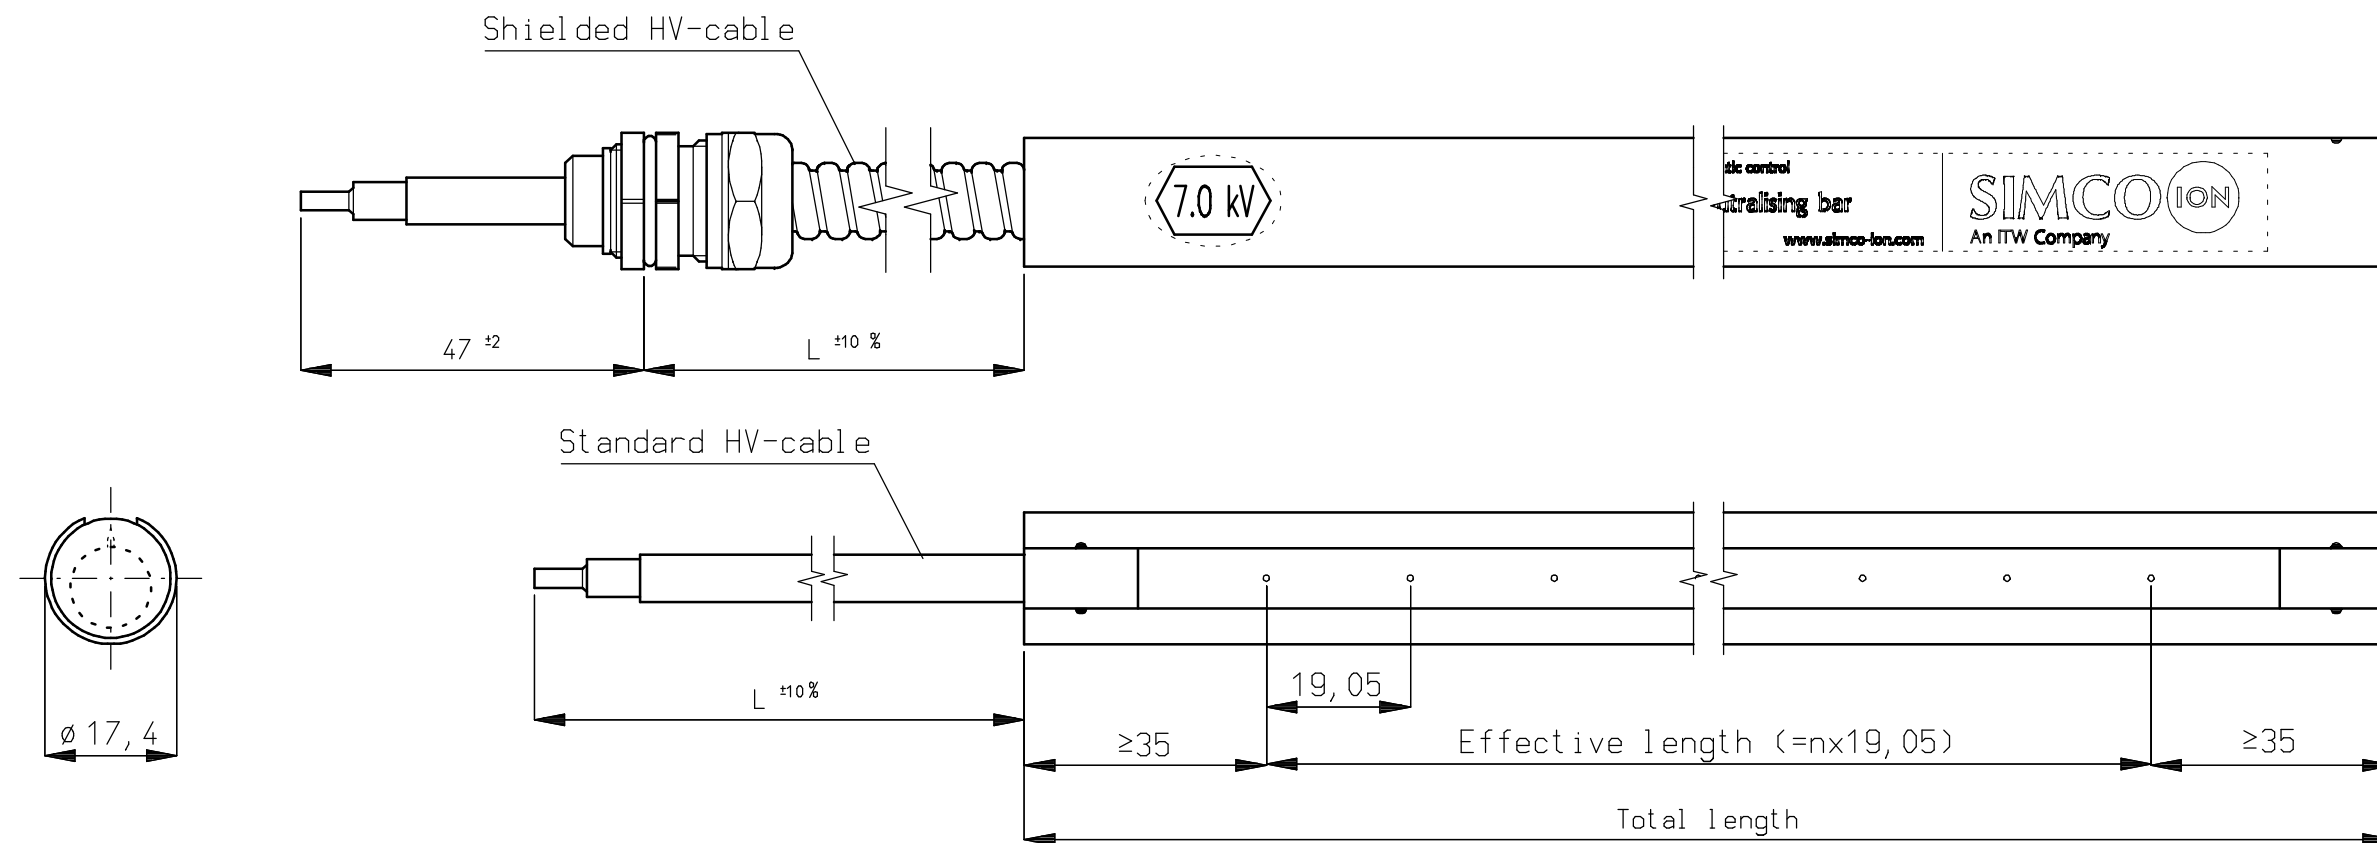 Shielded HV-cable
7.0 kV
tic control
tralising bar
www.simco-ion.com
SIMCO ION
An ITW Company
47 ±2
L ±10 %
Standard HV-cable
L ±10%
19,05
≥35
Effective length (=nx19,05)
≥35
ø17,4
Total length